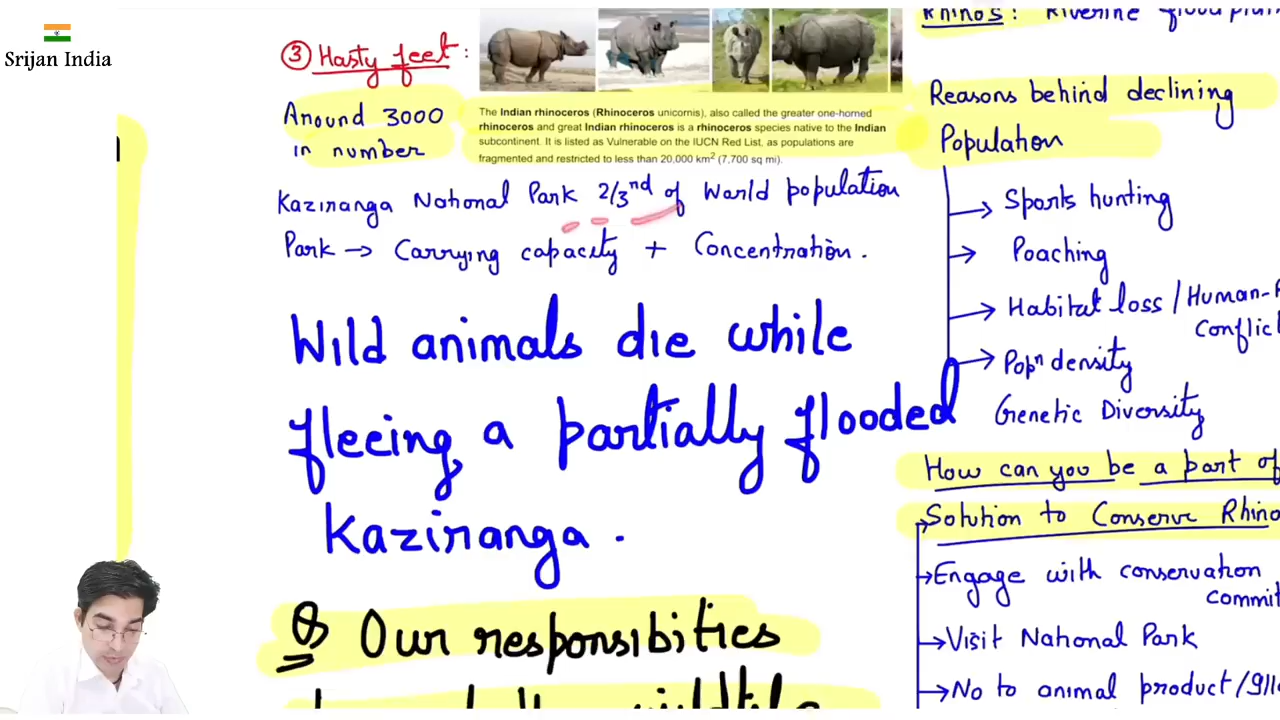 Srijan India
③ Hasty feet :
Around 3000
in number
The Indian rhinoceros (Rhinoceros unicornis), also called the greater one-horned
rhinoceros and great Indian rhinoceros is a rhinoceros species native to the Indian
subcontinent. It is listed as Vulnerable on the IUCN Red List, as populations are
fragmented and restricted to less than 20,000 km² (7,700 sq mi).
Kaziranga National Park 2/3nd of World population
Park → Carrying capacity + Concentration.
Wild animals die while
fleeing a partially flooded
Kaziranga.
Q Our responsibities
Rhinos: Riverine
Reasons behind declining
Population
→ Sports hunting
→ Poaching
→ Habitat loss / Human-
Conflic
→ Popn density
Genetic Diversity
How can you be a part of
Solution to Conserve Rhino
→ Engage with conservation
commit
→ Visit National Park
→ No to animal product/